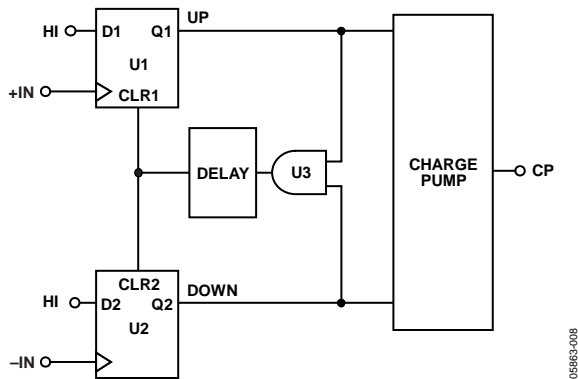 UP
HI D1 Q1
U1
+IN CLR1
DELAY U3
CHARGE
PUMP CP
CLR2
DOWN
HI D2 Q2
U2
–IN
05863-008